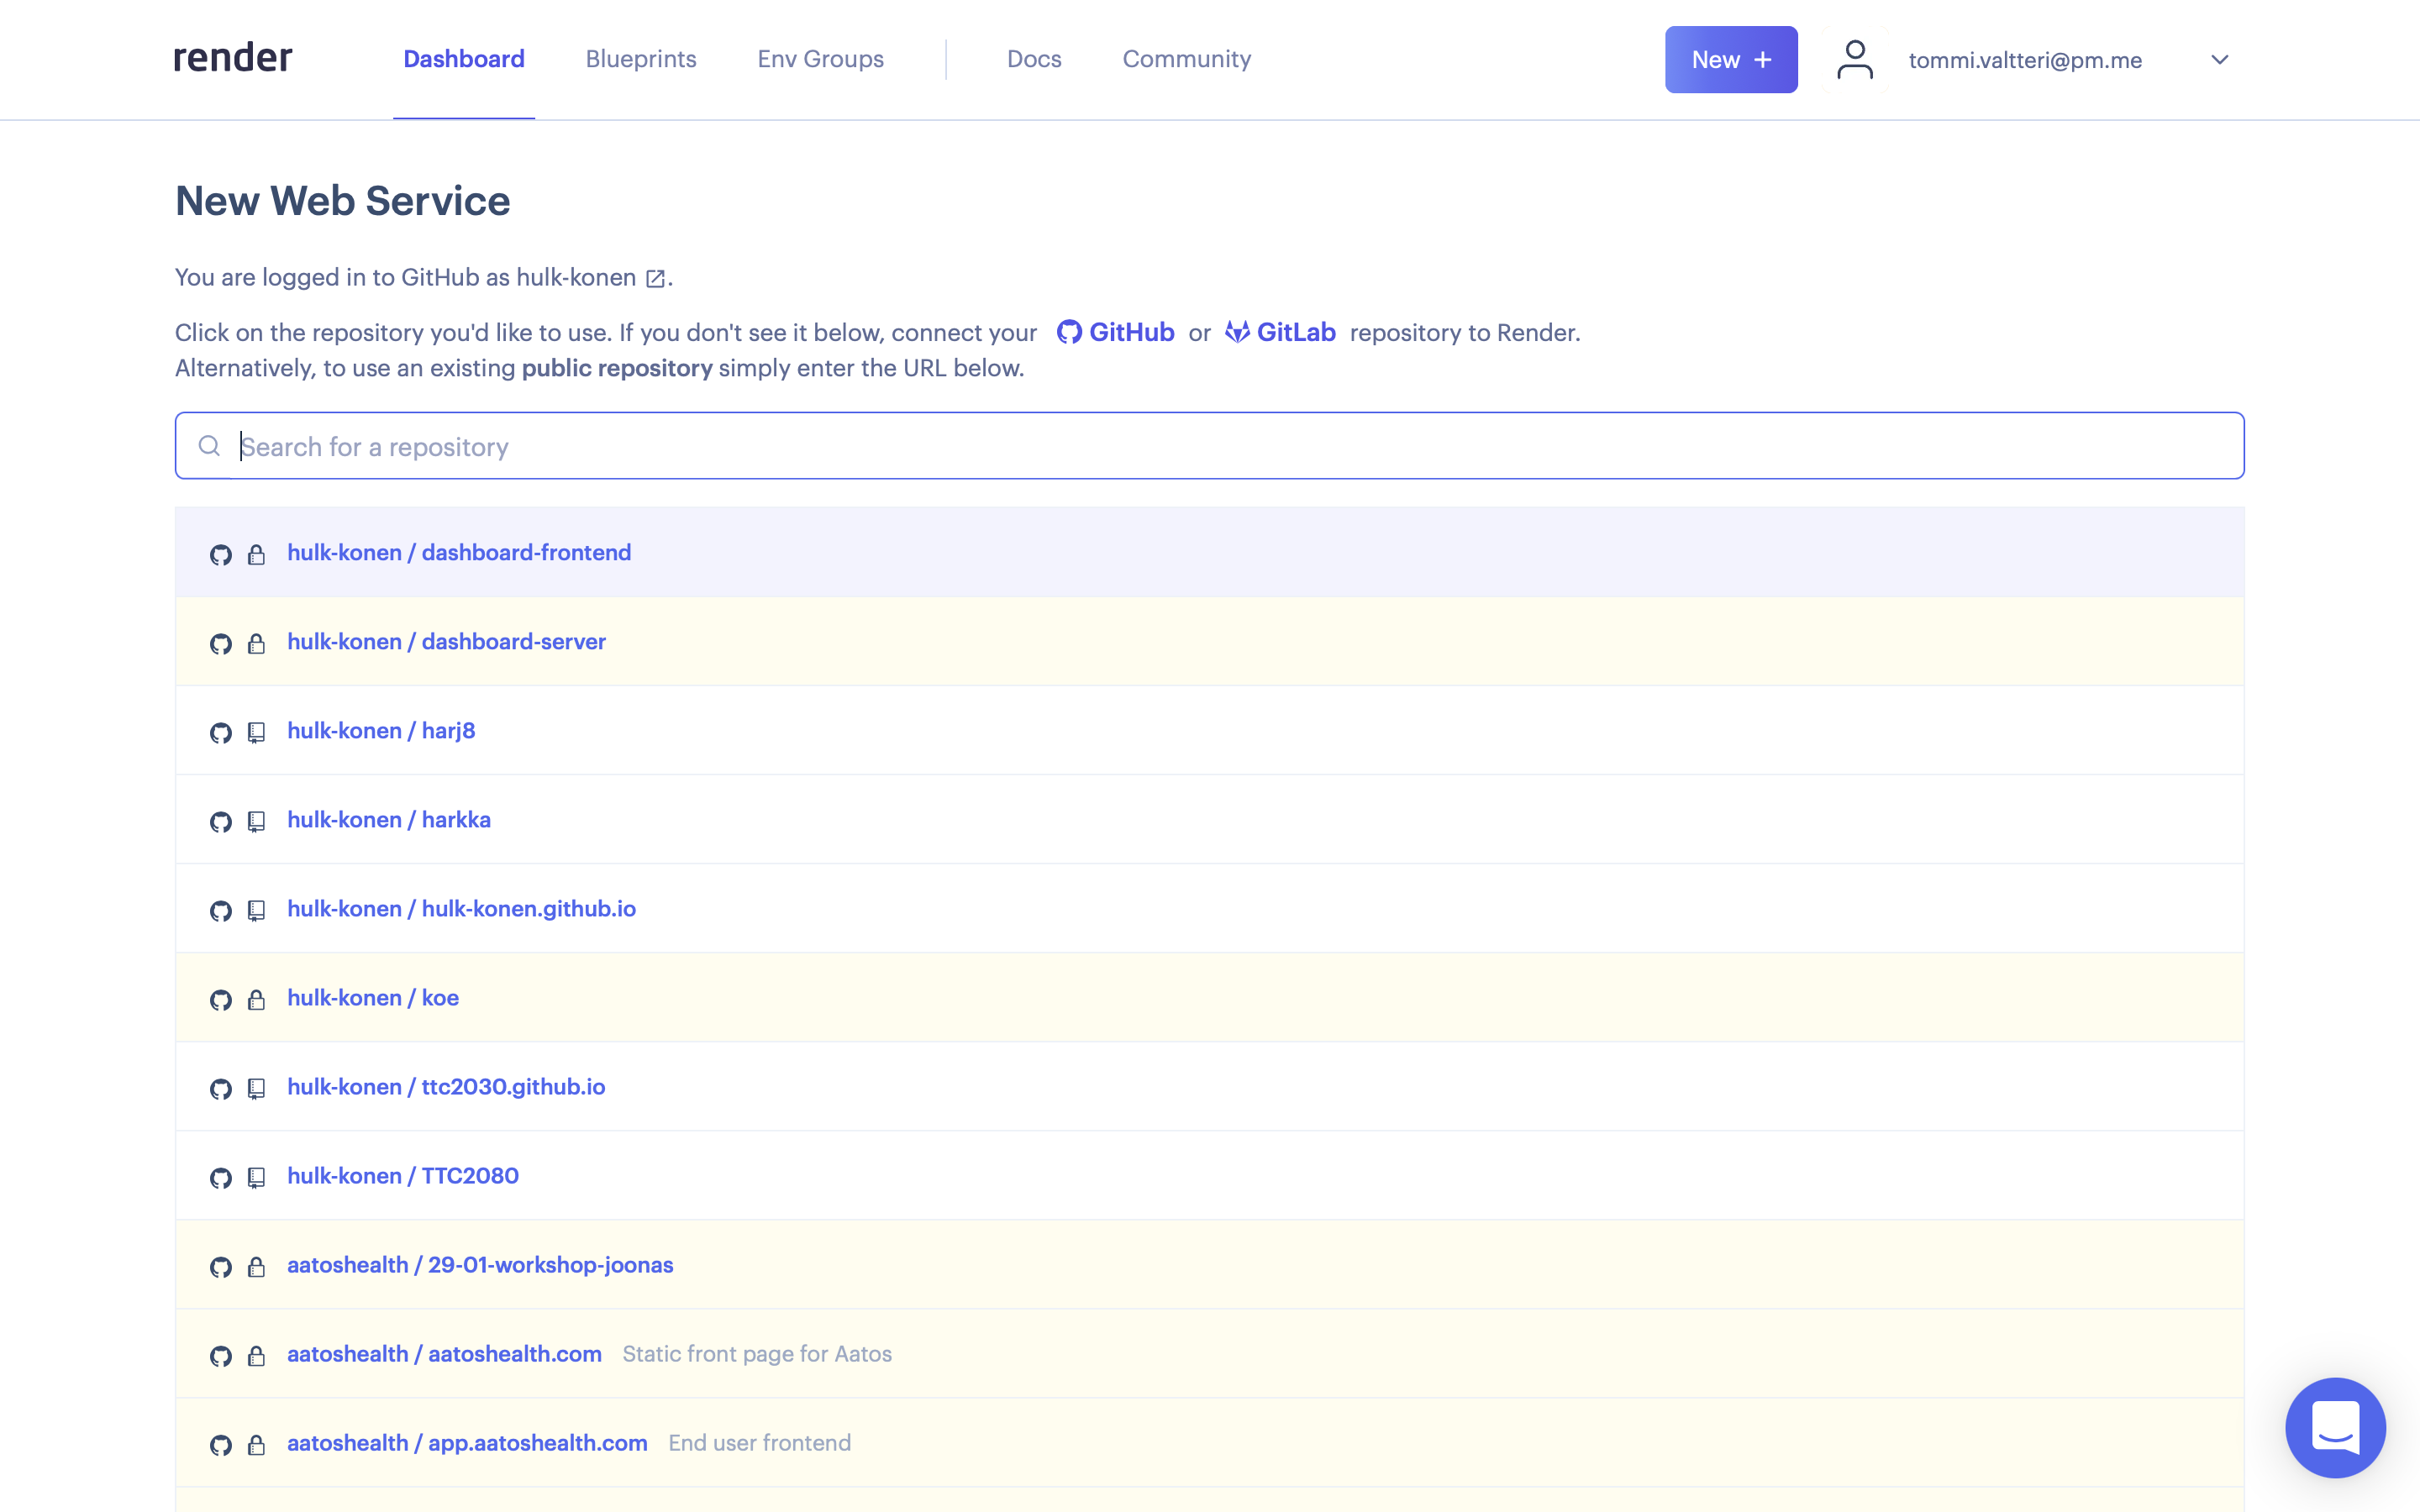 render
Dashboard
Blueprints
Env Groups
Docs
Community
New +
tommi.valtteri@pm.me
New Web Service
You are logged in to GitHub as hulk-konen .
Click on the repository you'd like to use. If you don't see it below, connect your GitHub or GitLab repository to Render.
Alternatively, to use an existing public repository simply enter the URL below.
Search for a repository
hulk-konen / dashboard-frontend
hulk-konen / dashboard-server
hulk-konen / harj8
hulk-konen / harkka
hulk-konen / hulk-konen.github.io
hulk-konen / koe
hulk-konen / ttc2030.github.io
hulk-konen / TTC2080
aatoshealth / 29-01-workshop-joonas
aatoshealth / aatoshealth.com Static front page for Aatos
aatoshealth / app.aatoshealth.com End user frontend